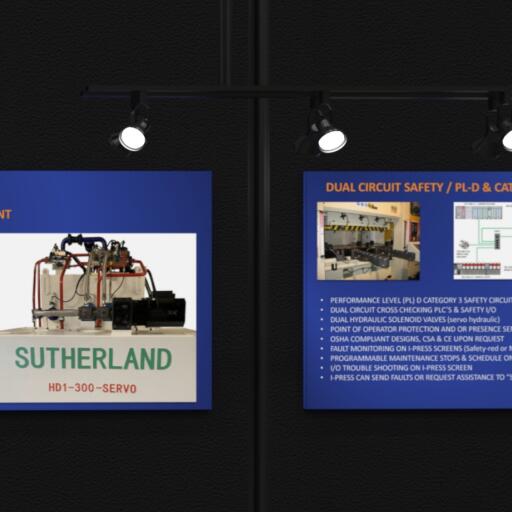 NT
SUTHERLAND
HD1-300-SERVO
DUAL CIRCUIT SAFETY / PL-D & CAT
PERFORMANCE LEVEL (PL) D CATEGORY 3 SAFETY CIRCUIT
DUAL CIRCUIT CROSS CHECKING PLC'S & SAFETY I/O
DUAL HYDRAULIC SOLENOID VALVES (servo hydraulic)
POINT OF OPERATOR PROTECTION AND OR PRESENCE SEN
OSHA COMPLIANT DESIGNS, CSA & CE UPON REQUEST
FAULT MONITORING ON I-PRESS SCREENS (Safety-red or
PROGRAMMABLE MAINTENANCE STOPS & SCHEDULE ON
I/O TROUBLE SHOOTING ON I-PRESS SCREEN
I-PRESS CAN SEND FAULTS OR REQUEST ASSISTANCE TO "S